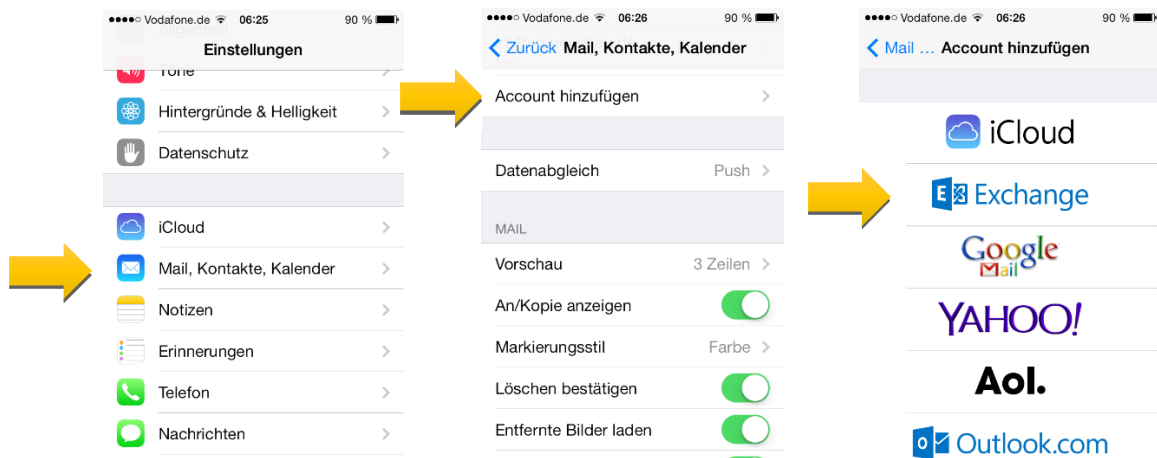 Vodafone.de 06:25 90 %
Allgemein
Einstellungen
Töne
Hintergründe & Helligkeit
Datenschutz
iCloud
Mail, Kontakte, Kalender
Notizen
Erinnerungen
Telefon
Nachrichten
Vodafone.de 06:26 90 %
Zurück Mail, Kontakte, Kalender
Account hinzufügen
Datenabgleich Push
MAIL
Vorschau 3 Zeilen
An/Kopie anzeigen
Markierungsstil Farbe
Löschen bestätigen
Entfernte Bilder laden
Vodafone.de 06:26 90 %
Mail ... Account hinzufügen
iCloud
E Exchange
Google
Mail
YAHOO!
Aol.
o Outlook.com